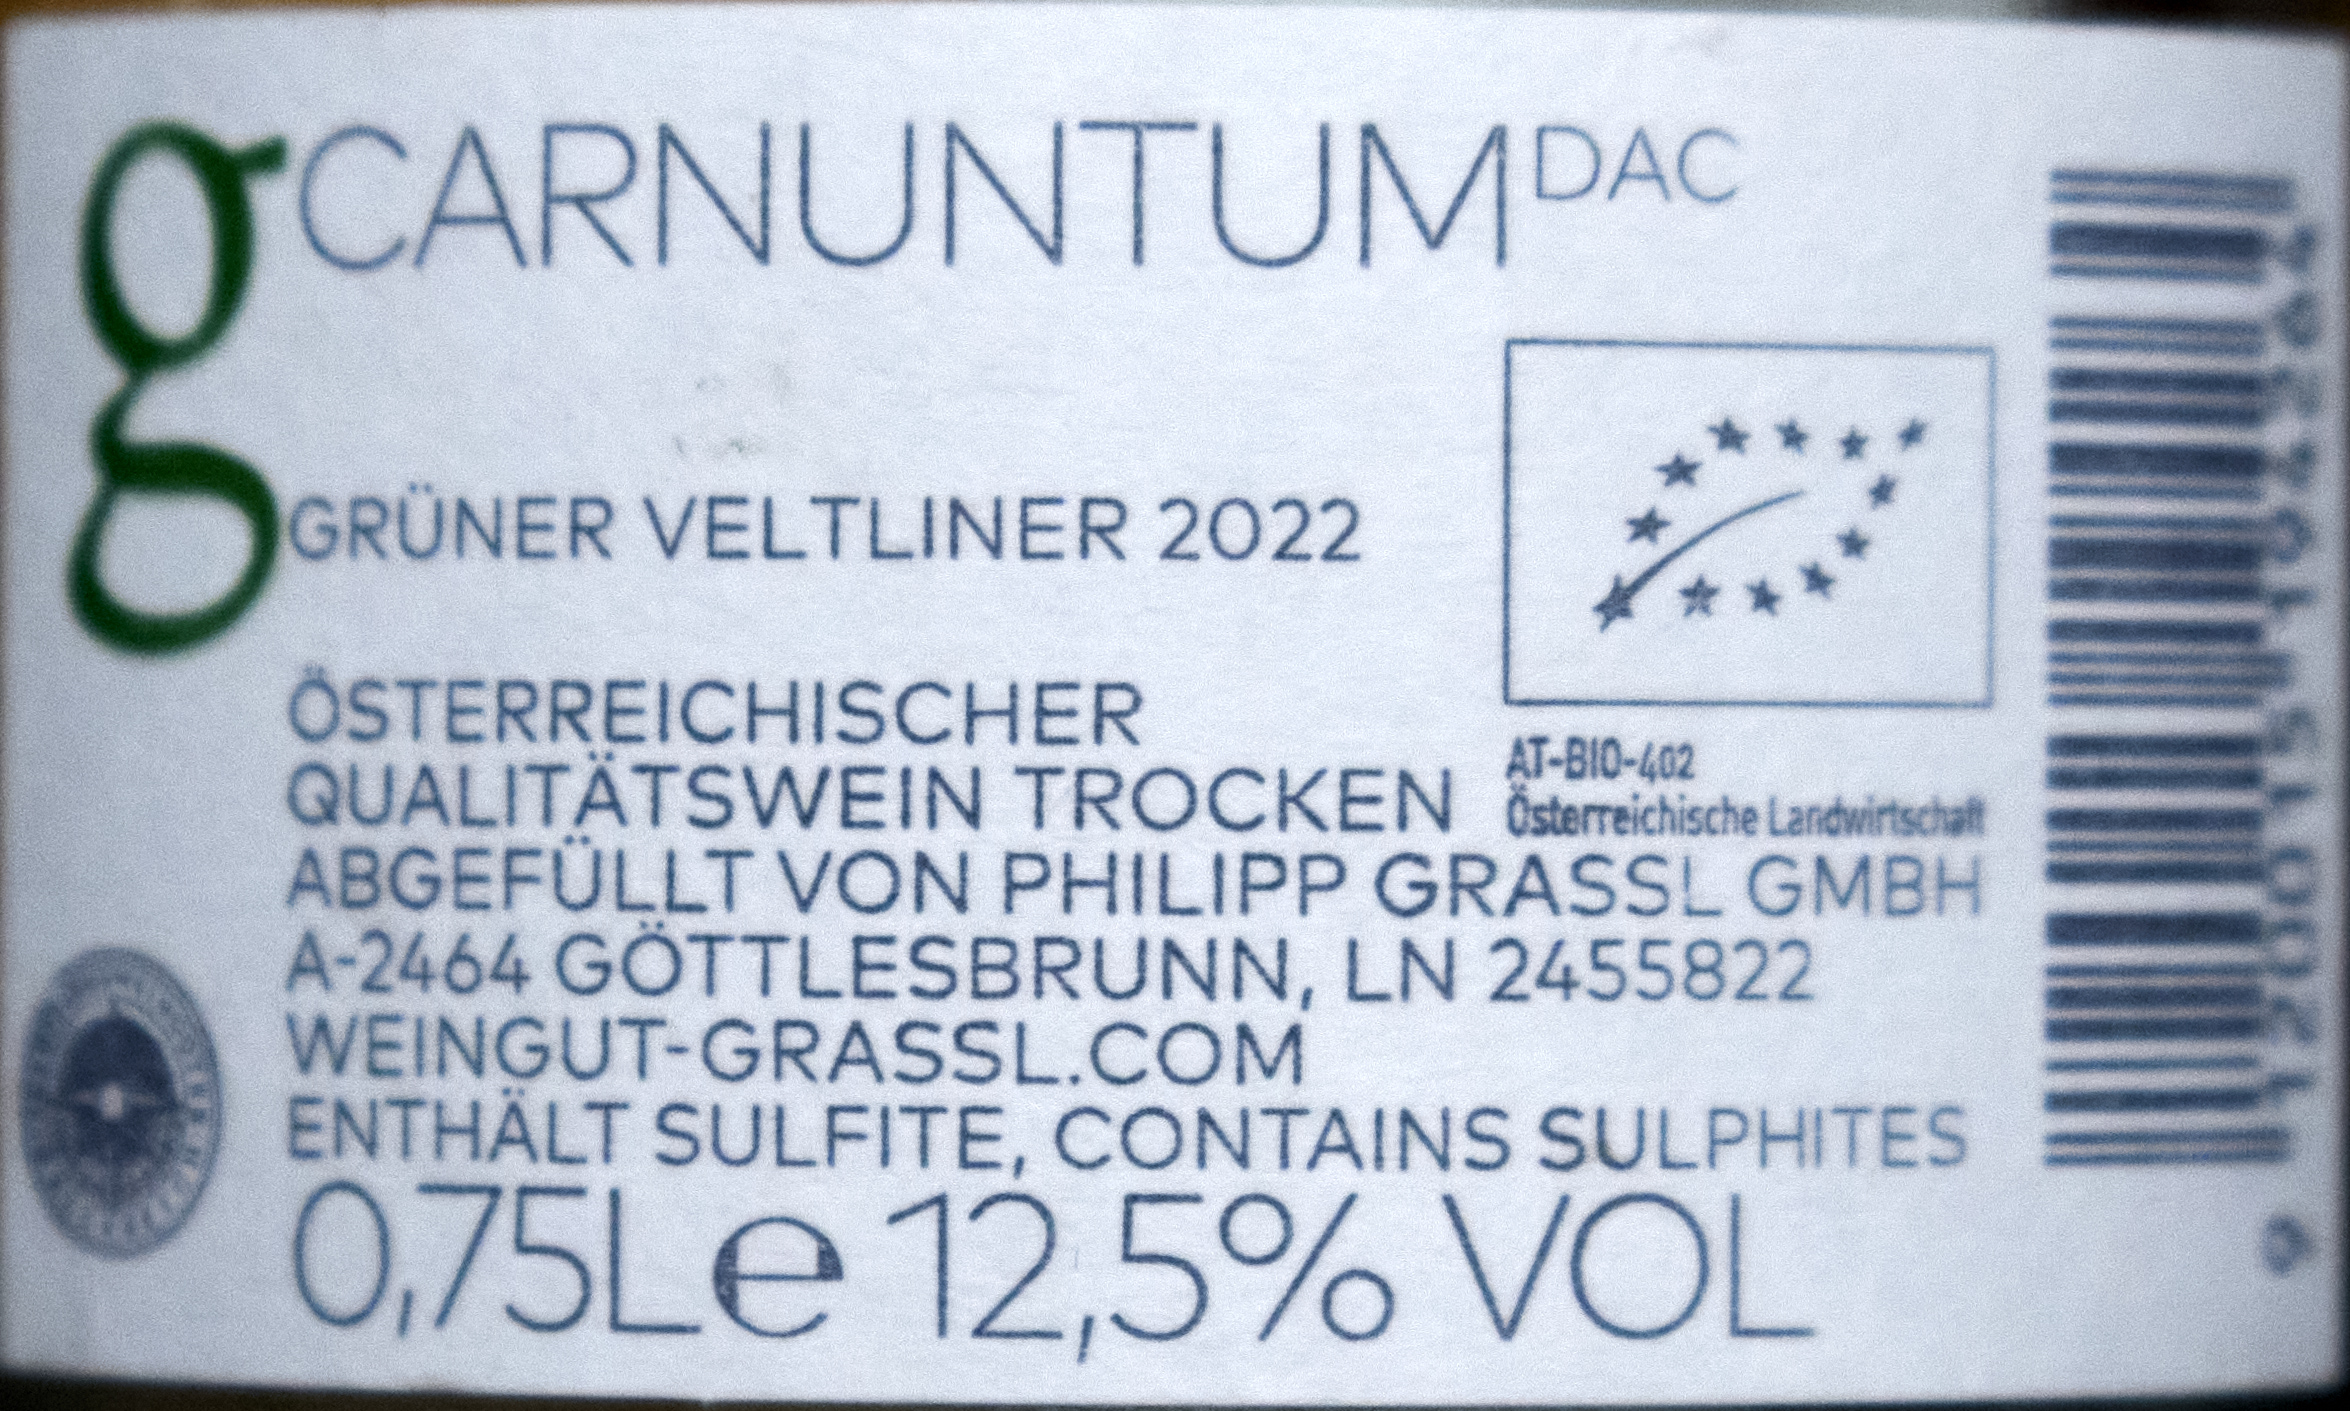 g CARNUNTUM DAC
GRÜNER VELTLINER 2022
ÖSTERREICHISCHER
QUALITÄTSWEIN TROCKEN
AT-BIO-402
Österreichische Landwirtschaft
ABGEFÜLLT VON PHILIPP GRASSL GMBH
A-2464 GÖTTLESBRUNN, LN 2455822
WEINGUT-GRASSL.COM
ENTHÄLT SULFITE, CONTAINS SULPHITES
0,75L e 12,5% VOL